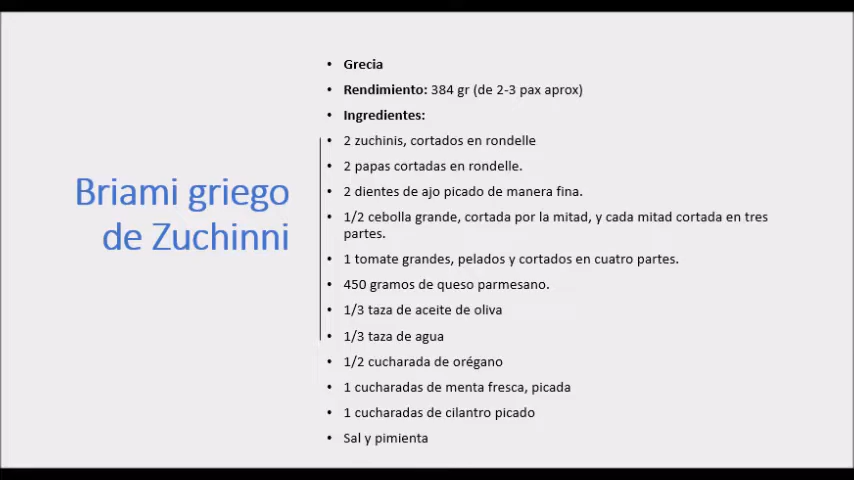 Briami griego
de Zuchinni
• Grecia
• Rendimiento: 384 gr (de 2-3 pax aprox)
• Ingredientes:
• 2 zuchinis, cortados en rondelle
• 2 papas cortadas en rondelle.
• 2 dientes de ajo picado de manera fina.
• 1/2 cebolla grande, cortada por la mitad, y cada mitad cortada en tres
partes.
• 1 tomate grandes, pelados y cortados en cuatro partes.
• 450 gramos de queso parmesano.
• 1/3 taza de aceite de oliva
• 1/3 taza de agua
• 1/2 cucharada de orégano
• 1 cucharadas de menta fresca, picada
• 1 cucharadas de cilantro picado
• Sal y pimienta